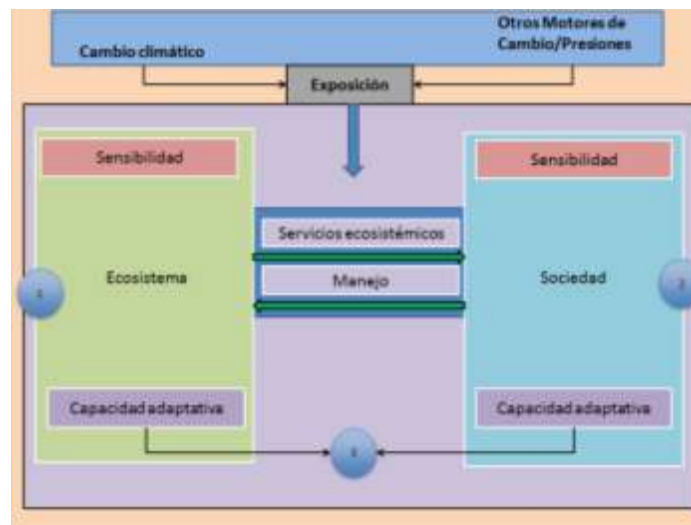 Otros Motores de
Cambio/Presiones
Cambio climático
Exposición
Sensibilidad
Sensibilidad
Servicios ecosistémicos
Ecosistema
Manejo
Sociedad
2
Capacidad adaptativa
Capacidad adaptativa